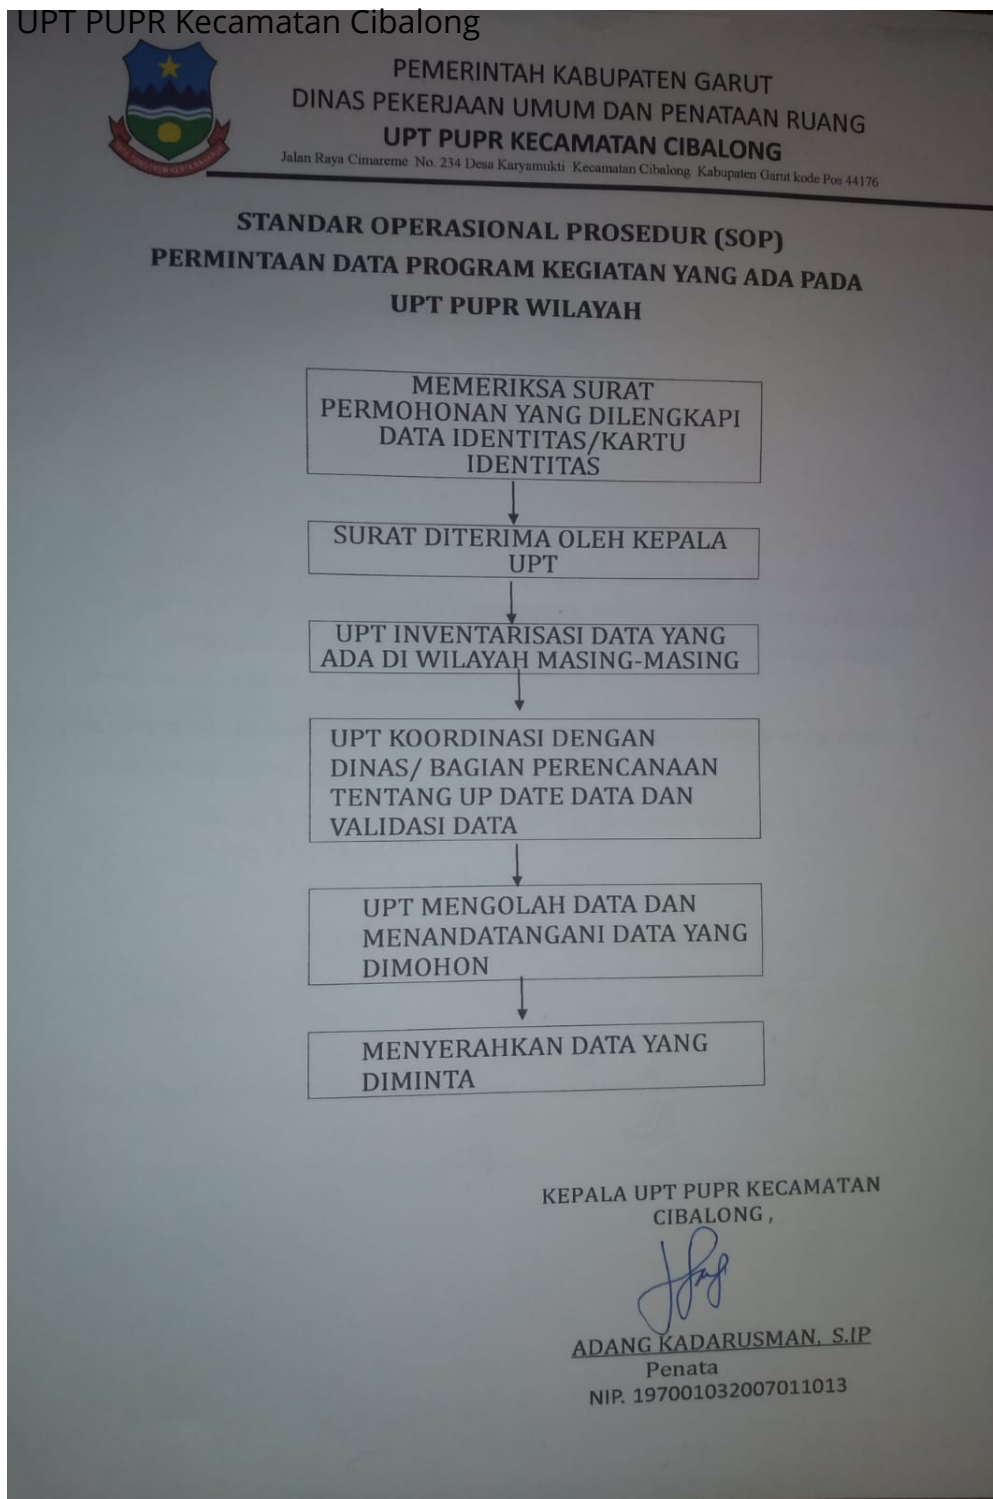 UPT PUPR Kecamatan Cibalong
PEMERINTAH KABUPATEN GARUT
DINAS PEKERJAAN UMUM DAN PENATAAN RUANG
UPT PUPR KECAMATAN CIBALONG
Jalan Raya Cimareme No. 234 Desa Karyamukti Kecamatan Cibalong Kabupaten Garut kode Pos 44176
STANDAR OPERASIONAL PROSEDUR (SOP)
PERMINTAAN DATA PROGRAM KEGIATAN YANG ADA PADA
UPT PUPR WILAYAH
MEMERIKSA SURAT
PERMOHONAN YANG DILENGKAPI
DATA IDENTITAS/KARTU
IDENTITAS
SURAT DITERIMA OLEH KEPALA
UPT
UPT INVENTARISASI DATA YANG
ADA DI WILAYAH MASING-MASING
UPT KOORDINASI DENGAN
DINAS/ BAGIAN PERENCANAAN
TENTANG UP DATE DATA DAN
VALIDASI DATA
UPT MENGOLAH DATA DAN
MENANDATANGANI DATA YANG
DIMOHON
MENYERAHKAN DATA YANG
DIMINTA
KEPALA UPT PUPR KECAMATAN
CIBALONG ,
ADANG KADARUSMAN, S.IP
Penata
NIP. 197001032007011013